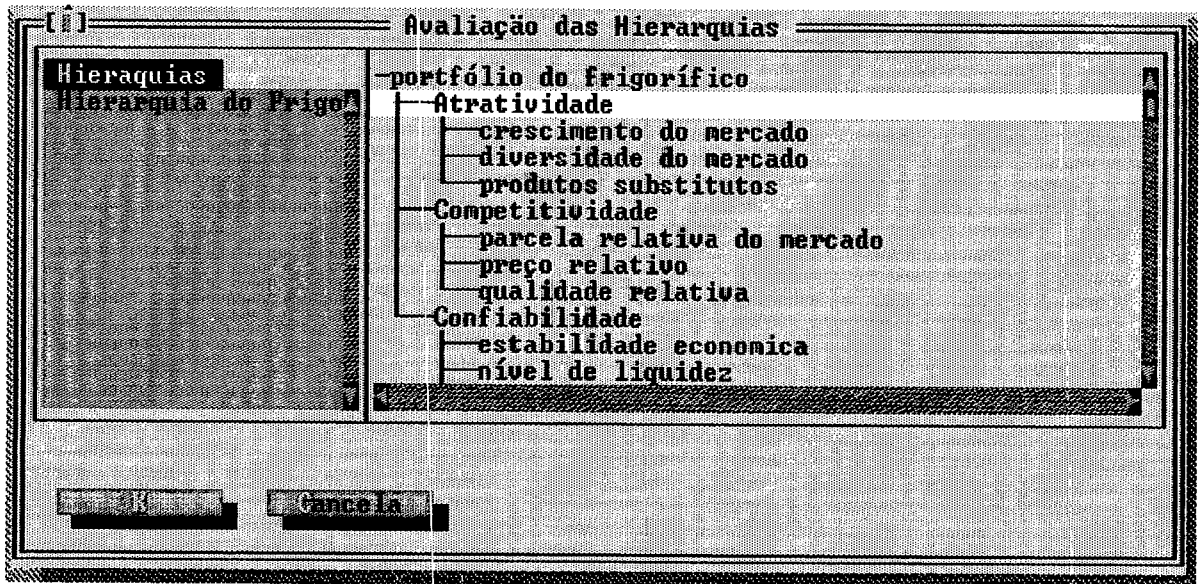 Avaliação das Hierarquias
Hieraquias
Hierarquia do Frigo
portfólio do frigorífico
Atratividade
crescimento do mercado
diversidade do mercado
produtos substitutos
Competitividade
parcela relativa do mercado
preço relativo
qualidade relativa
Confiabilidade
estabilidade economica
nível de liquidez
Cancela